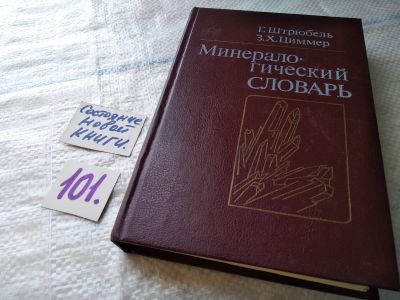 Г. Штрюбель
З.Х. Циммер
Минерало-
гический
СЛОВАРЬ
Состояние
новой
книги.
101.